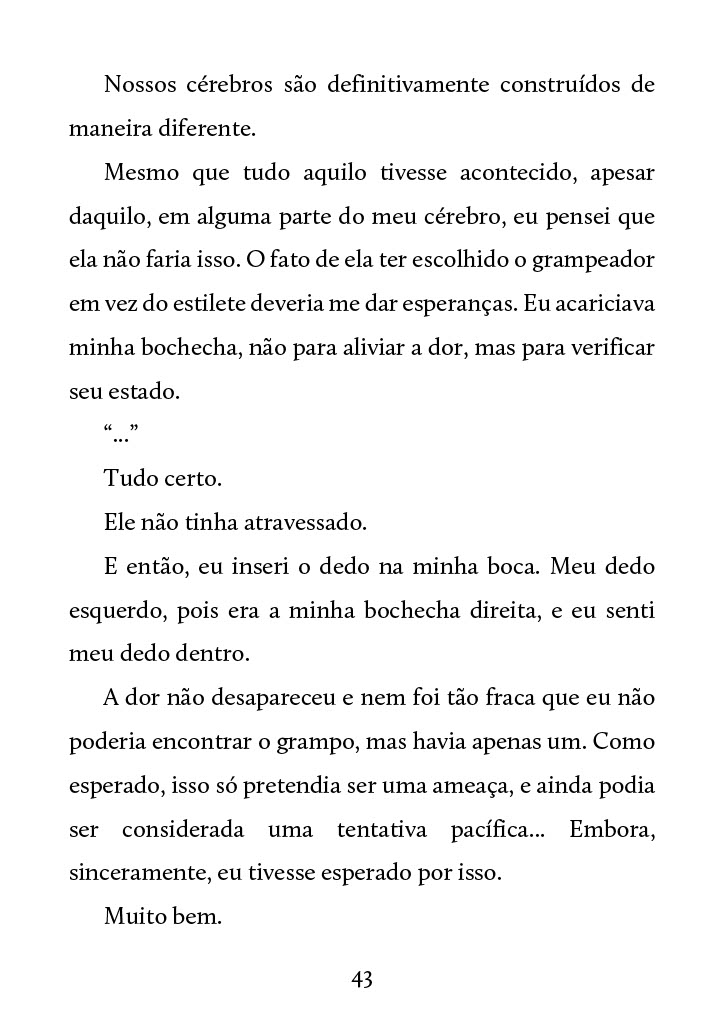 Nossos cérebros são definitivamente construídos de
maneira diferente.
Mesmo que tudo aquilo tivesse acontecido, apesar
daquilo, em alguma parte do meu cérebro, eu pensei que
ela não faria isso. O fato de ela ter escolhido o grampeador
em vez do estilete deveria me dar esperanças. Eu acariciava
minha bochecha, não para aliviar a dor, mas para verificar
seu estado.
“...”
Tudo certo.
Ele não tinha atravessado.
E então, eu inseri o dedo na minha boca. Meu dedo
esquerdo, pois era a minha bochecha direita, e eu senti
meu dedo dentro.
A dor não desapareceu e nem foi tão fraca que eu não
poderia encontrar o grampo, mas havia apenas um. Como
esperado, isso só pretendia ser uma ameaça, e ainda podia
ser considerada uma tentativa pacífica... Embora,
sinceramente, eu tivesse esperado por isso.
Muito bem.
43